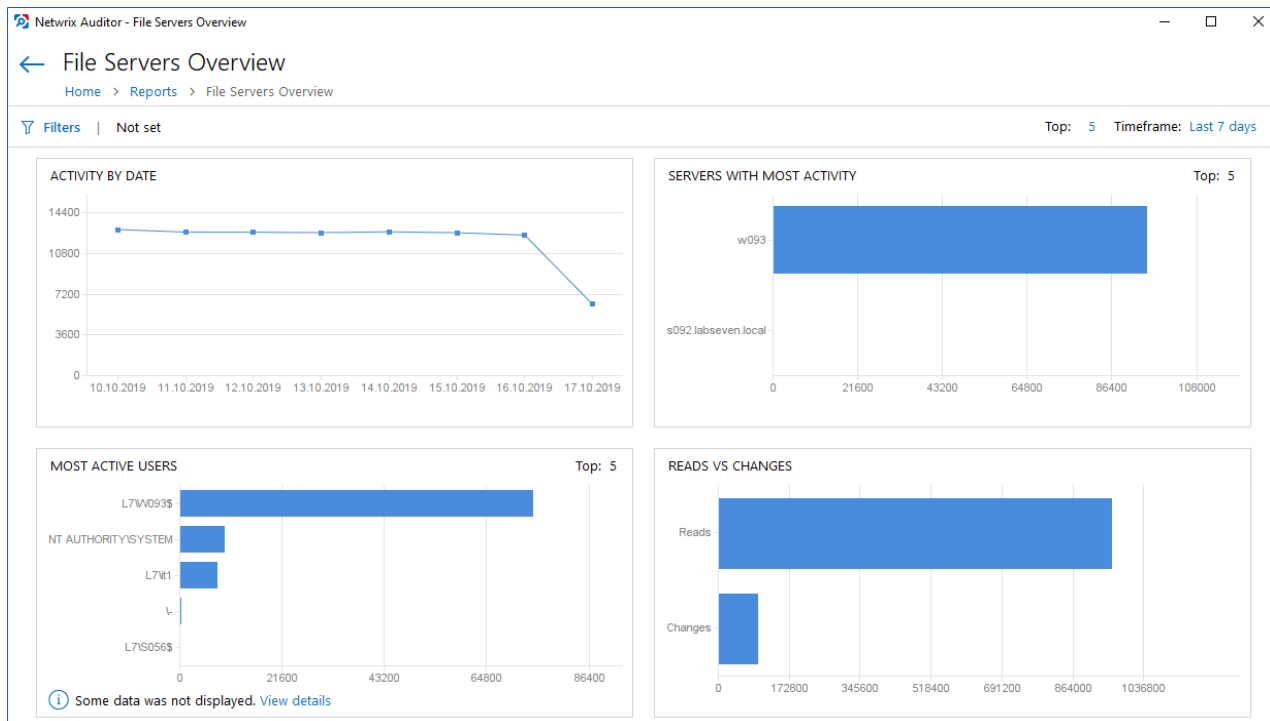 Netwrix Auditor - File Servers Overview
File Servers Overview
Home > Reports > File Servers Overview
Filters | Not set
Top: 5 Timeframe: Last 7 days
ACTIVITY BY DATE
14400
10800
7200
3600
0
10.10.2019 11.10.2019 12.10.2019 13.10.2019 14.10.2019 15.10.2019 16.10.2019 17.10.2019
SERVERS WITH MOST ACTIVITY Top: 5
w093
s092.labseven.local
0 21600 43200 64800 86400 108000
MOST ACTIVE USERS Top: 5
L7\W093$
NT AUTHORITY\SYSTEM
L7\it1
\-
L7\S056$
0 21600 43200 64800 86400
Some data was not displayed. View details
READS VS CHANGES
Reads
Changes
0 172800 345600 518400 691200 864000 1036800